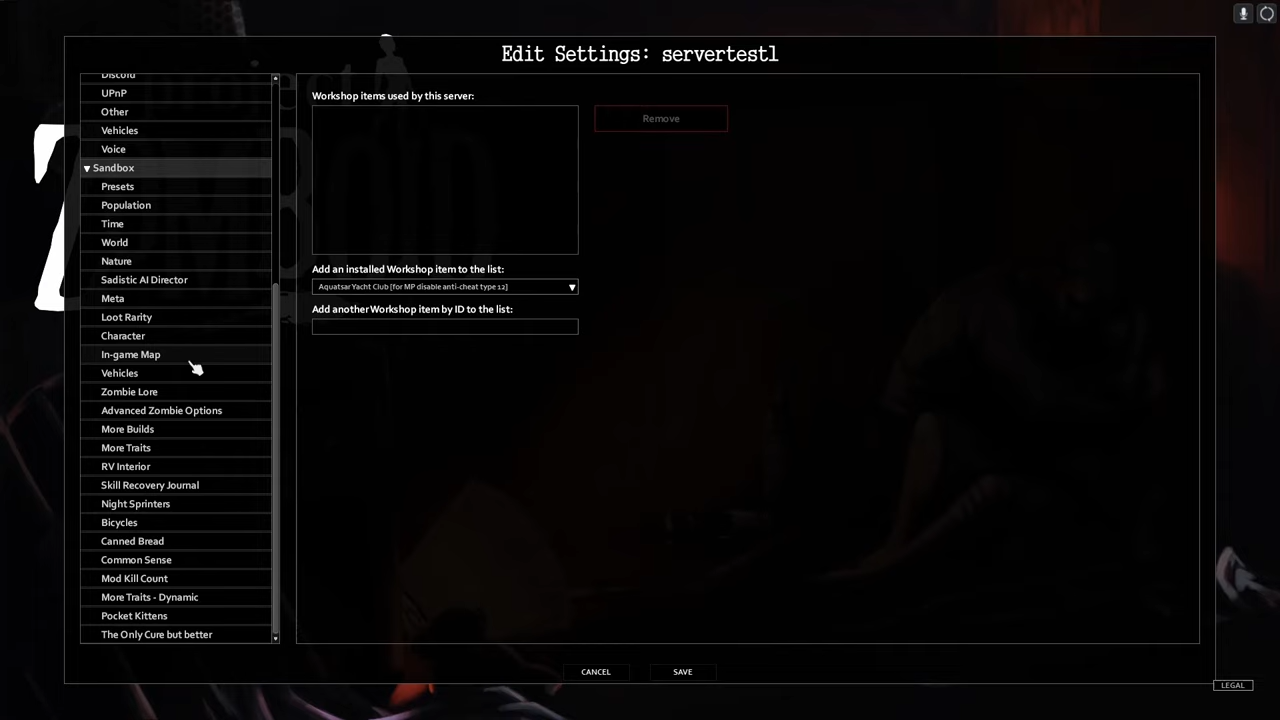 Edit Settings: servertestl
Discord
UPnP
Other
Vehicles
Voice
Sandbox
Presets
Population
Time
World
Nature
Sadistic AI Director
Meta
Loot Rarity
Character
In-game Map
Vehicles
Zombie Lore
Advanced Zombie Options
More Builds
More Traits
RV Interior
Skill Recovery Journal
Night Sprinters
Bicycles
Canned Bread
Common Sense
Mod Kill Count
More Traits - Dynamic
Pocket Kittens
The Only Cure but better
Workshop items used by this server:
Remove
Add an installed Workshop item to the list:
Aquatsar Yacht Club [for MP disable anti-cheat type 12]
Add another Workshop item by ID to the list:
CANCEL
SAVE
LEGAL